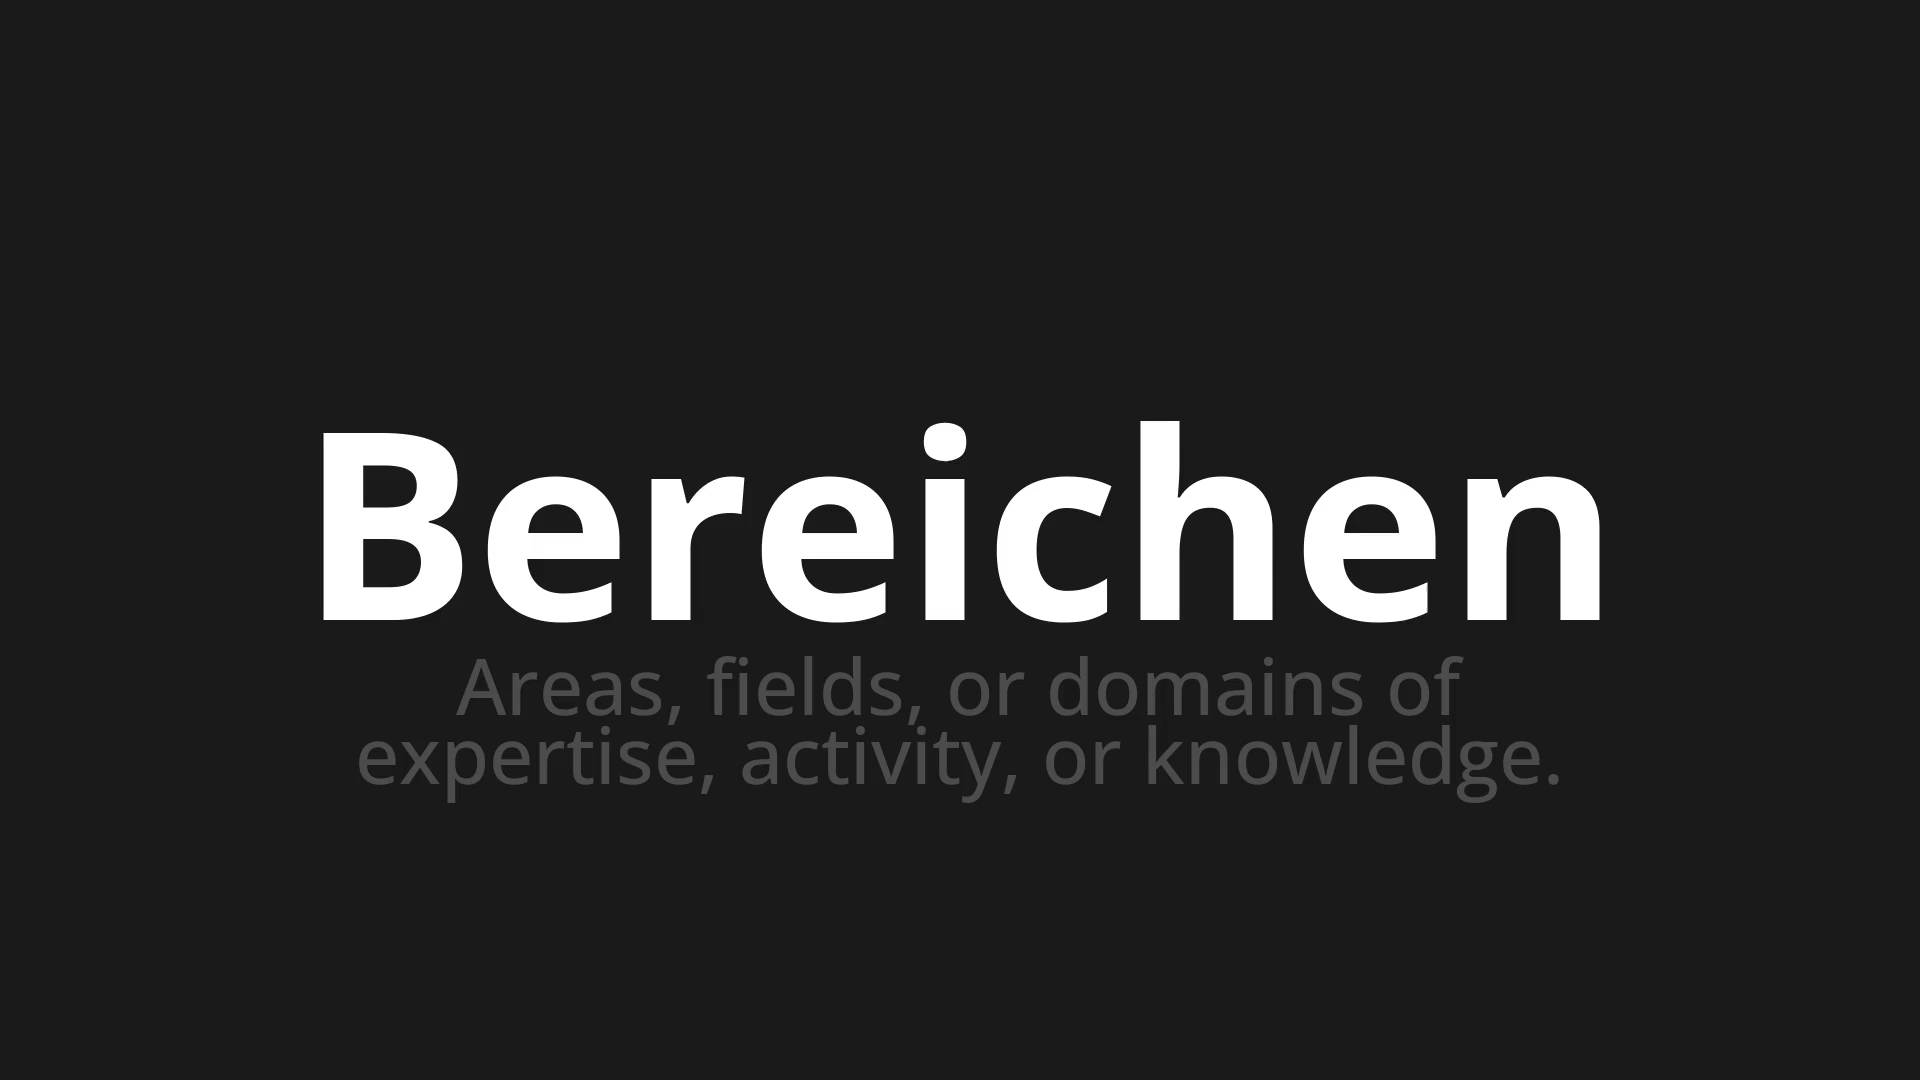 Bereichen
Areas, fields, or domains of
expertise, activity, or knowledge.